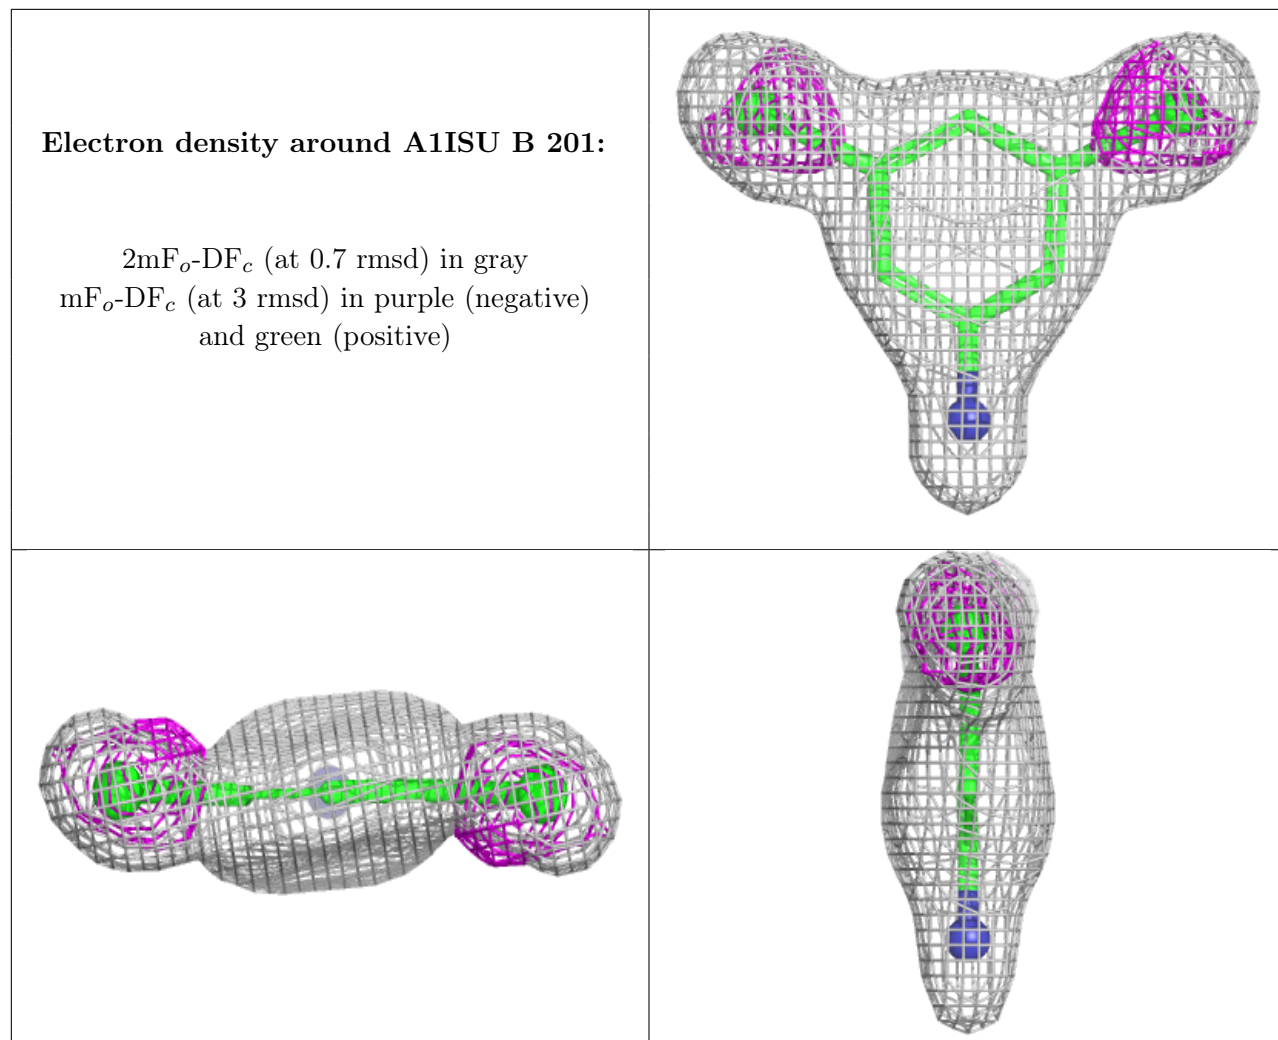 Electron density around A1ISU B 201:
2mFo-DFc (at 0.7 rmsd) in gray
mFo-DFc (at 3 rmsd) in purple (negative)
and green (positive)